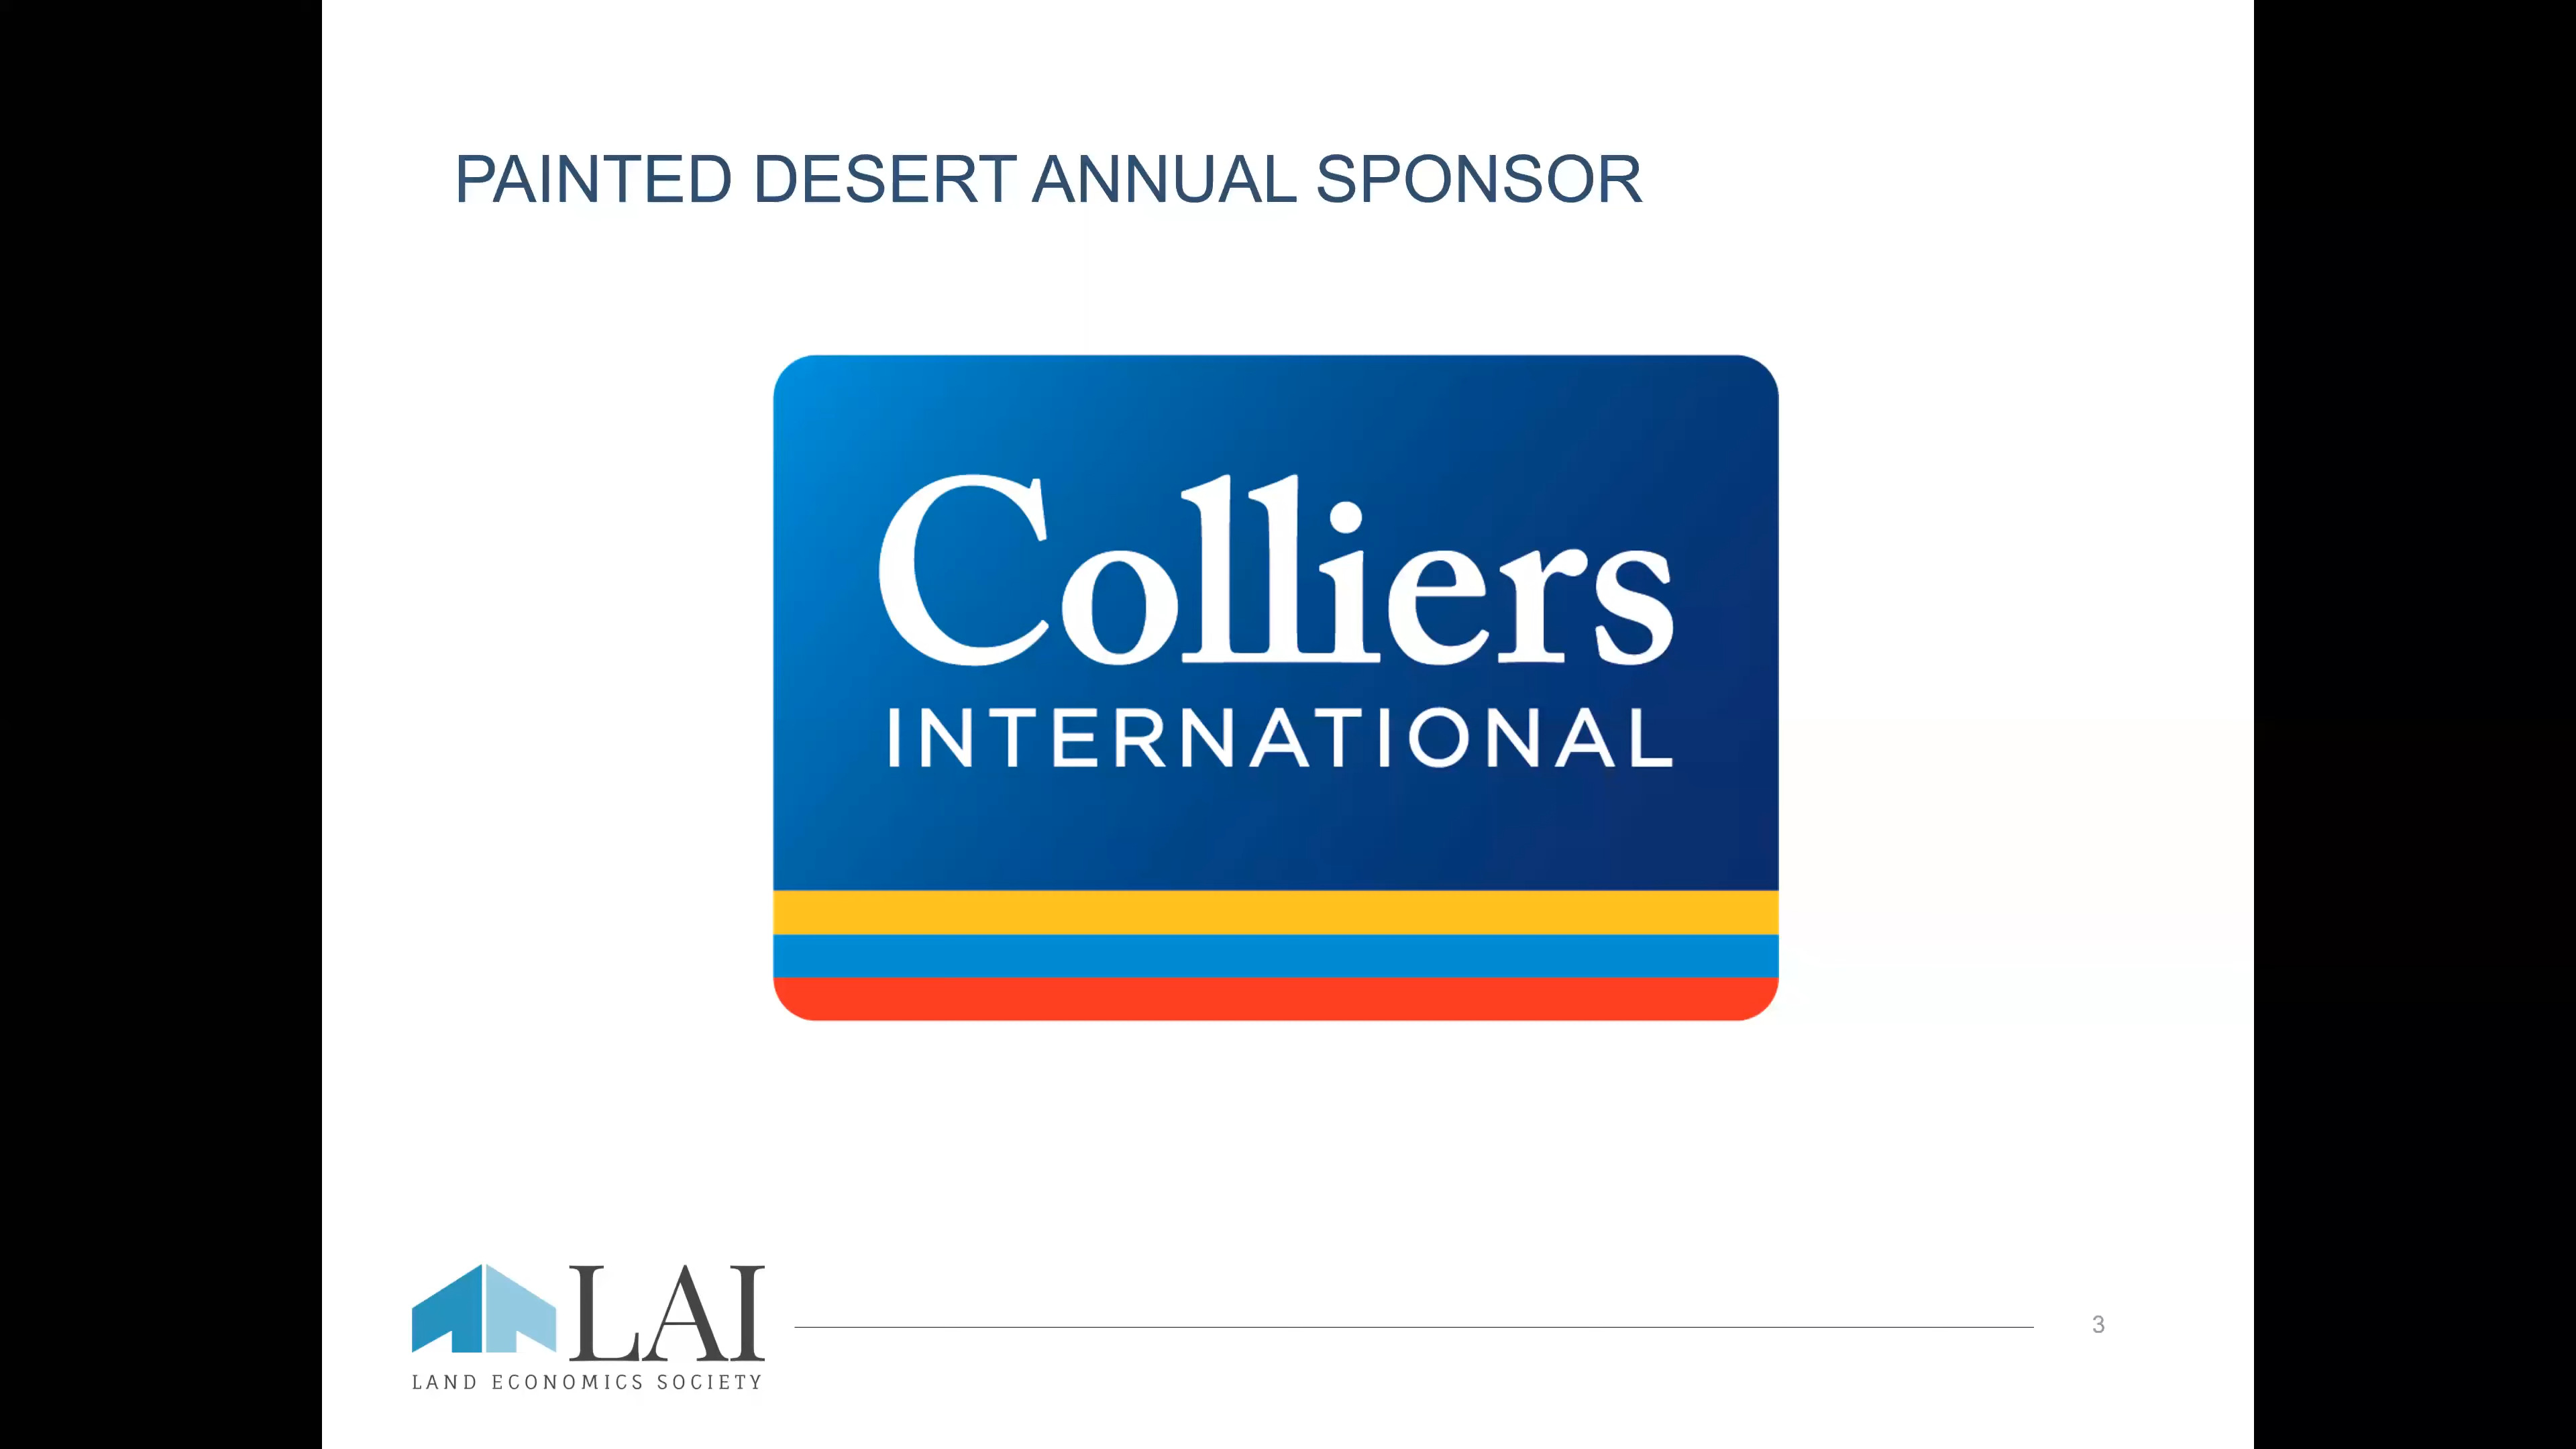 PAINTED DESERT ANNUAL SPONSOR
Colliers
INTERNATIONAL
LAI
LAND ECONOMICS SOCIETY
3